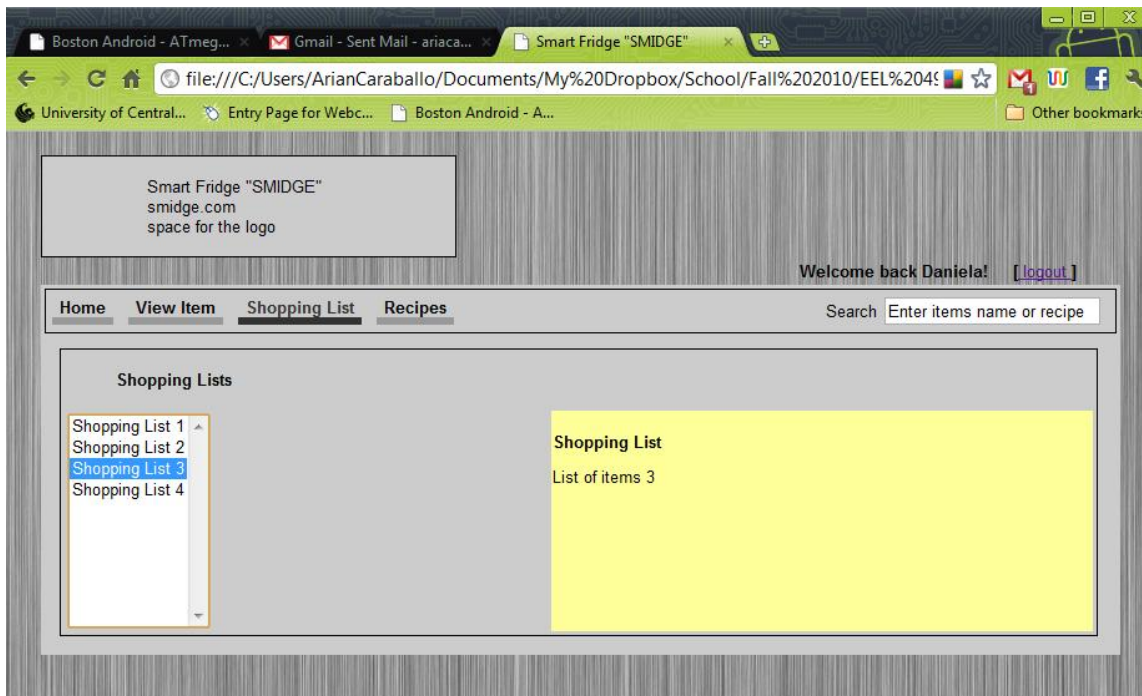 Boston Android - ATmeg...
Gmail - Sent Mail - ariaca...
Smart Fridge "SMIDGE"
file:///C:/Users/ArianCaraballo/Documents/My%20Dropbox/School/Fall%202010/EEL%204
1
University of Central...
Entry Page for Webc...
Boston Android - A...
Other bookmarks
Smart Fridge "SMIDGE"
smidge.com
space for the logo
Welcome back Daniela! [ logout ]
Home View Item Shopping List Recipes
Search Enter items name or recipe
Shopping Lists
Shopping List 1
Shopping List 2
Shopping List 3
Shopping List 4
Shopping List
List of items 3